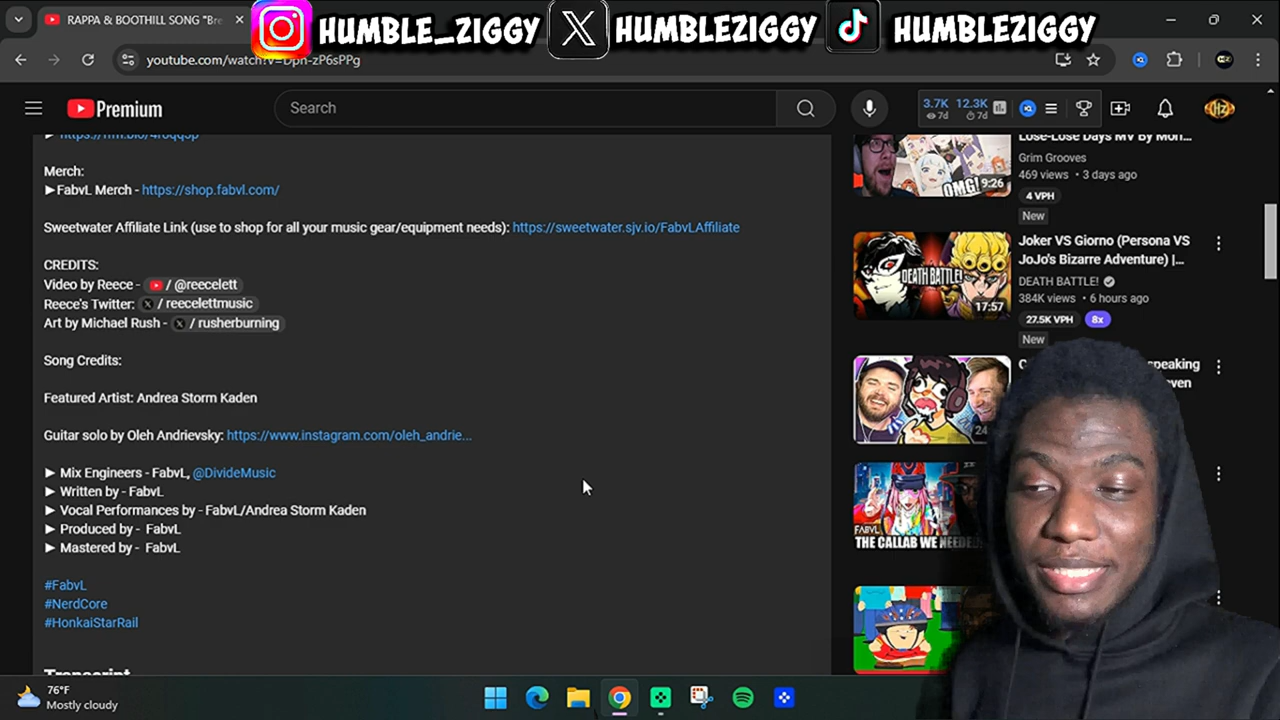 RAPPA & BOOTHILL SONG "Bre
HUMBLE_ZIGGY
HUMBLEZIGGY
HUMBLEZIGGY
Premium
Search
3.7K
7d
12.3K
7d
Merch:
►FabvL Merch - https://shop.fabvl.com/
Sweetwater Affiliate Link (use to shop for all your music gear/equipment needs): https://sweetwater.sjv.io/FabvLAffiliate
CREDITS:
Video by Reece - / @reecelett
Reece's Twitter: / reecelettmusic
Art by Michael Rush - / rusherburning
Song Credits:
Featured Artist: Andrea Storm Kaden
Guitar solo by Oleh Andrievsky: https://www.instagram.com/oleh_andrie...
► Mix Engineers - FabvL, @DivideMusic
► Written by - FabvL
► Vocal Performances by - FabvL/Andrea Storm Kaden
► Produced by - FabvL
► Mastered by - FabvL
#FabvL
#NerdCore
#HonkaiStarRail
Transcript
OMG!
9:26
Lose-Lose Days MV By Mori...
Grim Grooves
469 views • 3 days ago
4 VPH
New
DEATH BATTLE!
17:57
Joker VS Giorno (Persona VS
JoJo's Bizarre Adventure) |...
DEATH BATTLE!
384K views • 6 hours ago
27.5K VPH 8x
New
speaking
24
FABVL
THE CALLAB WE NEEDED
76°F
Mostly cloudy